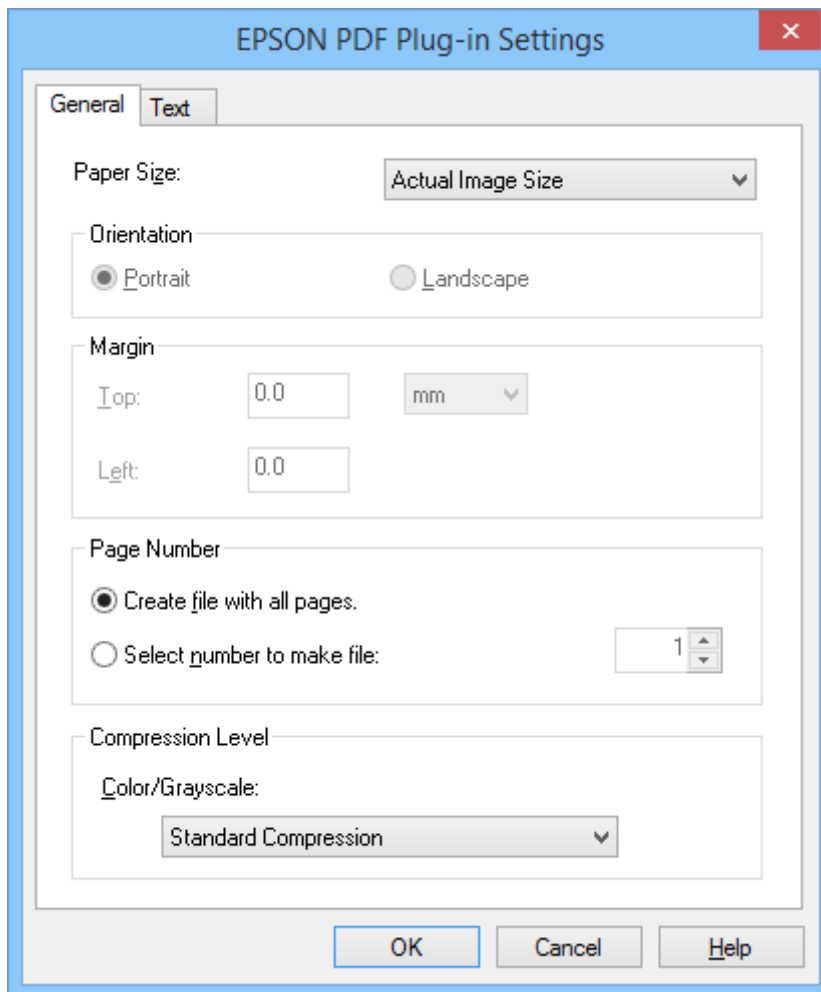 EPSON PDF Plug-in Settings
General Text
Paper Size: Actual Image Size
Orientation
Portrait Landscape
Margin
Top: 0.0 mm
Left: 0.0
Page Number
Create file with all pages.
Select number to make file: 1
Compression Level
Color/Grayscale:
Standard Compression
OK Cancel Help